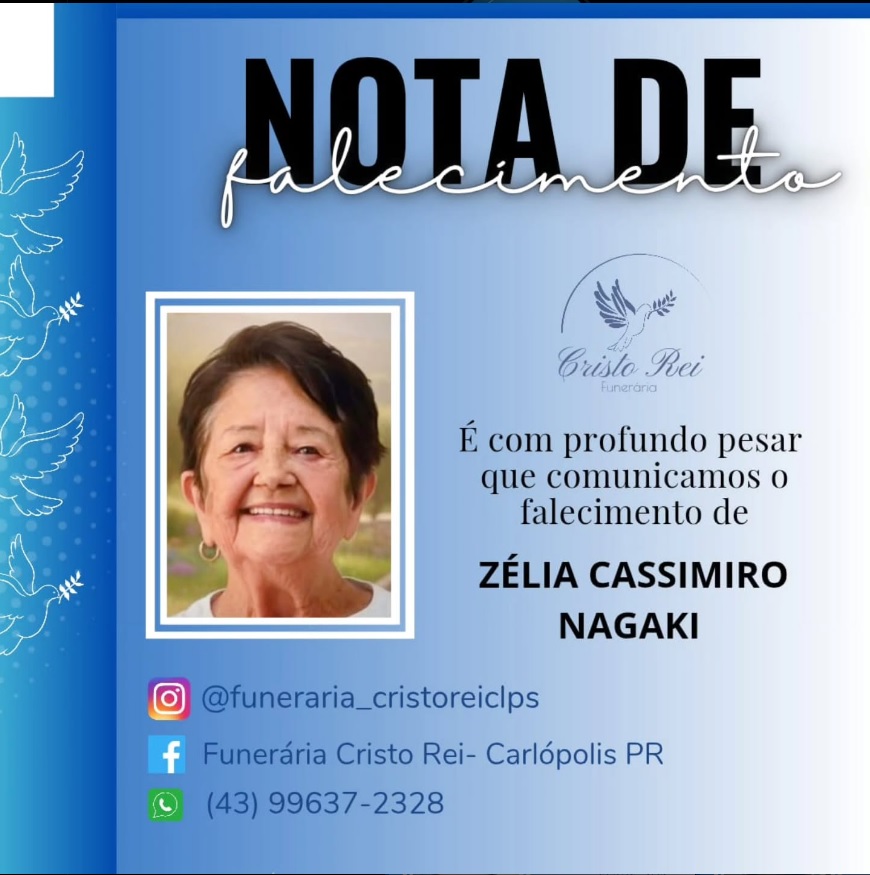 NOTA DE
falecimento
Cristo Rei
Funerária
É com profundo pesar
que comunicamos o
falecimento de
ZÉLIA CASSIMIRO
NAGAKI
@funeraria_cristoreiclps
Funerária Cristo Rei- Carlópolis PR
(43) 99637-2328